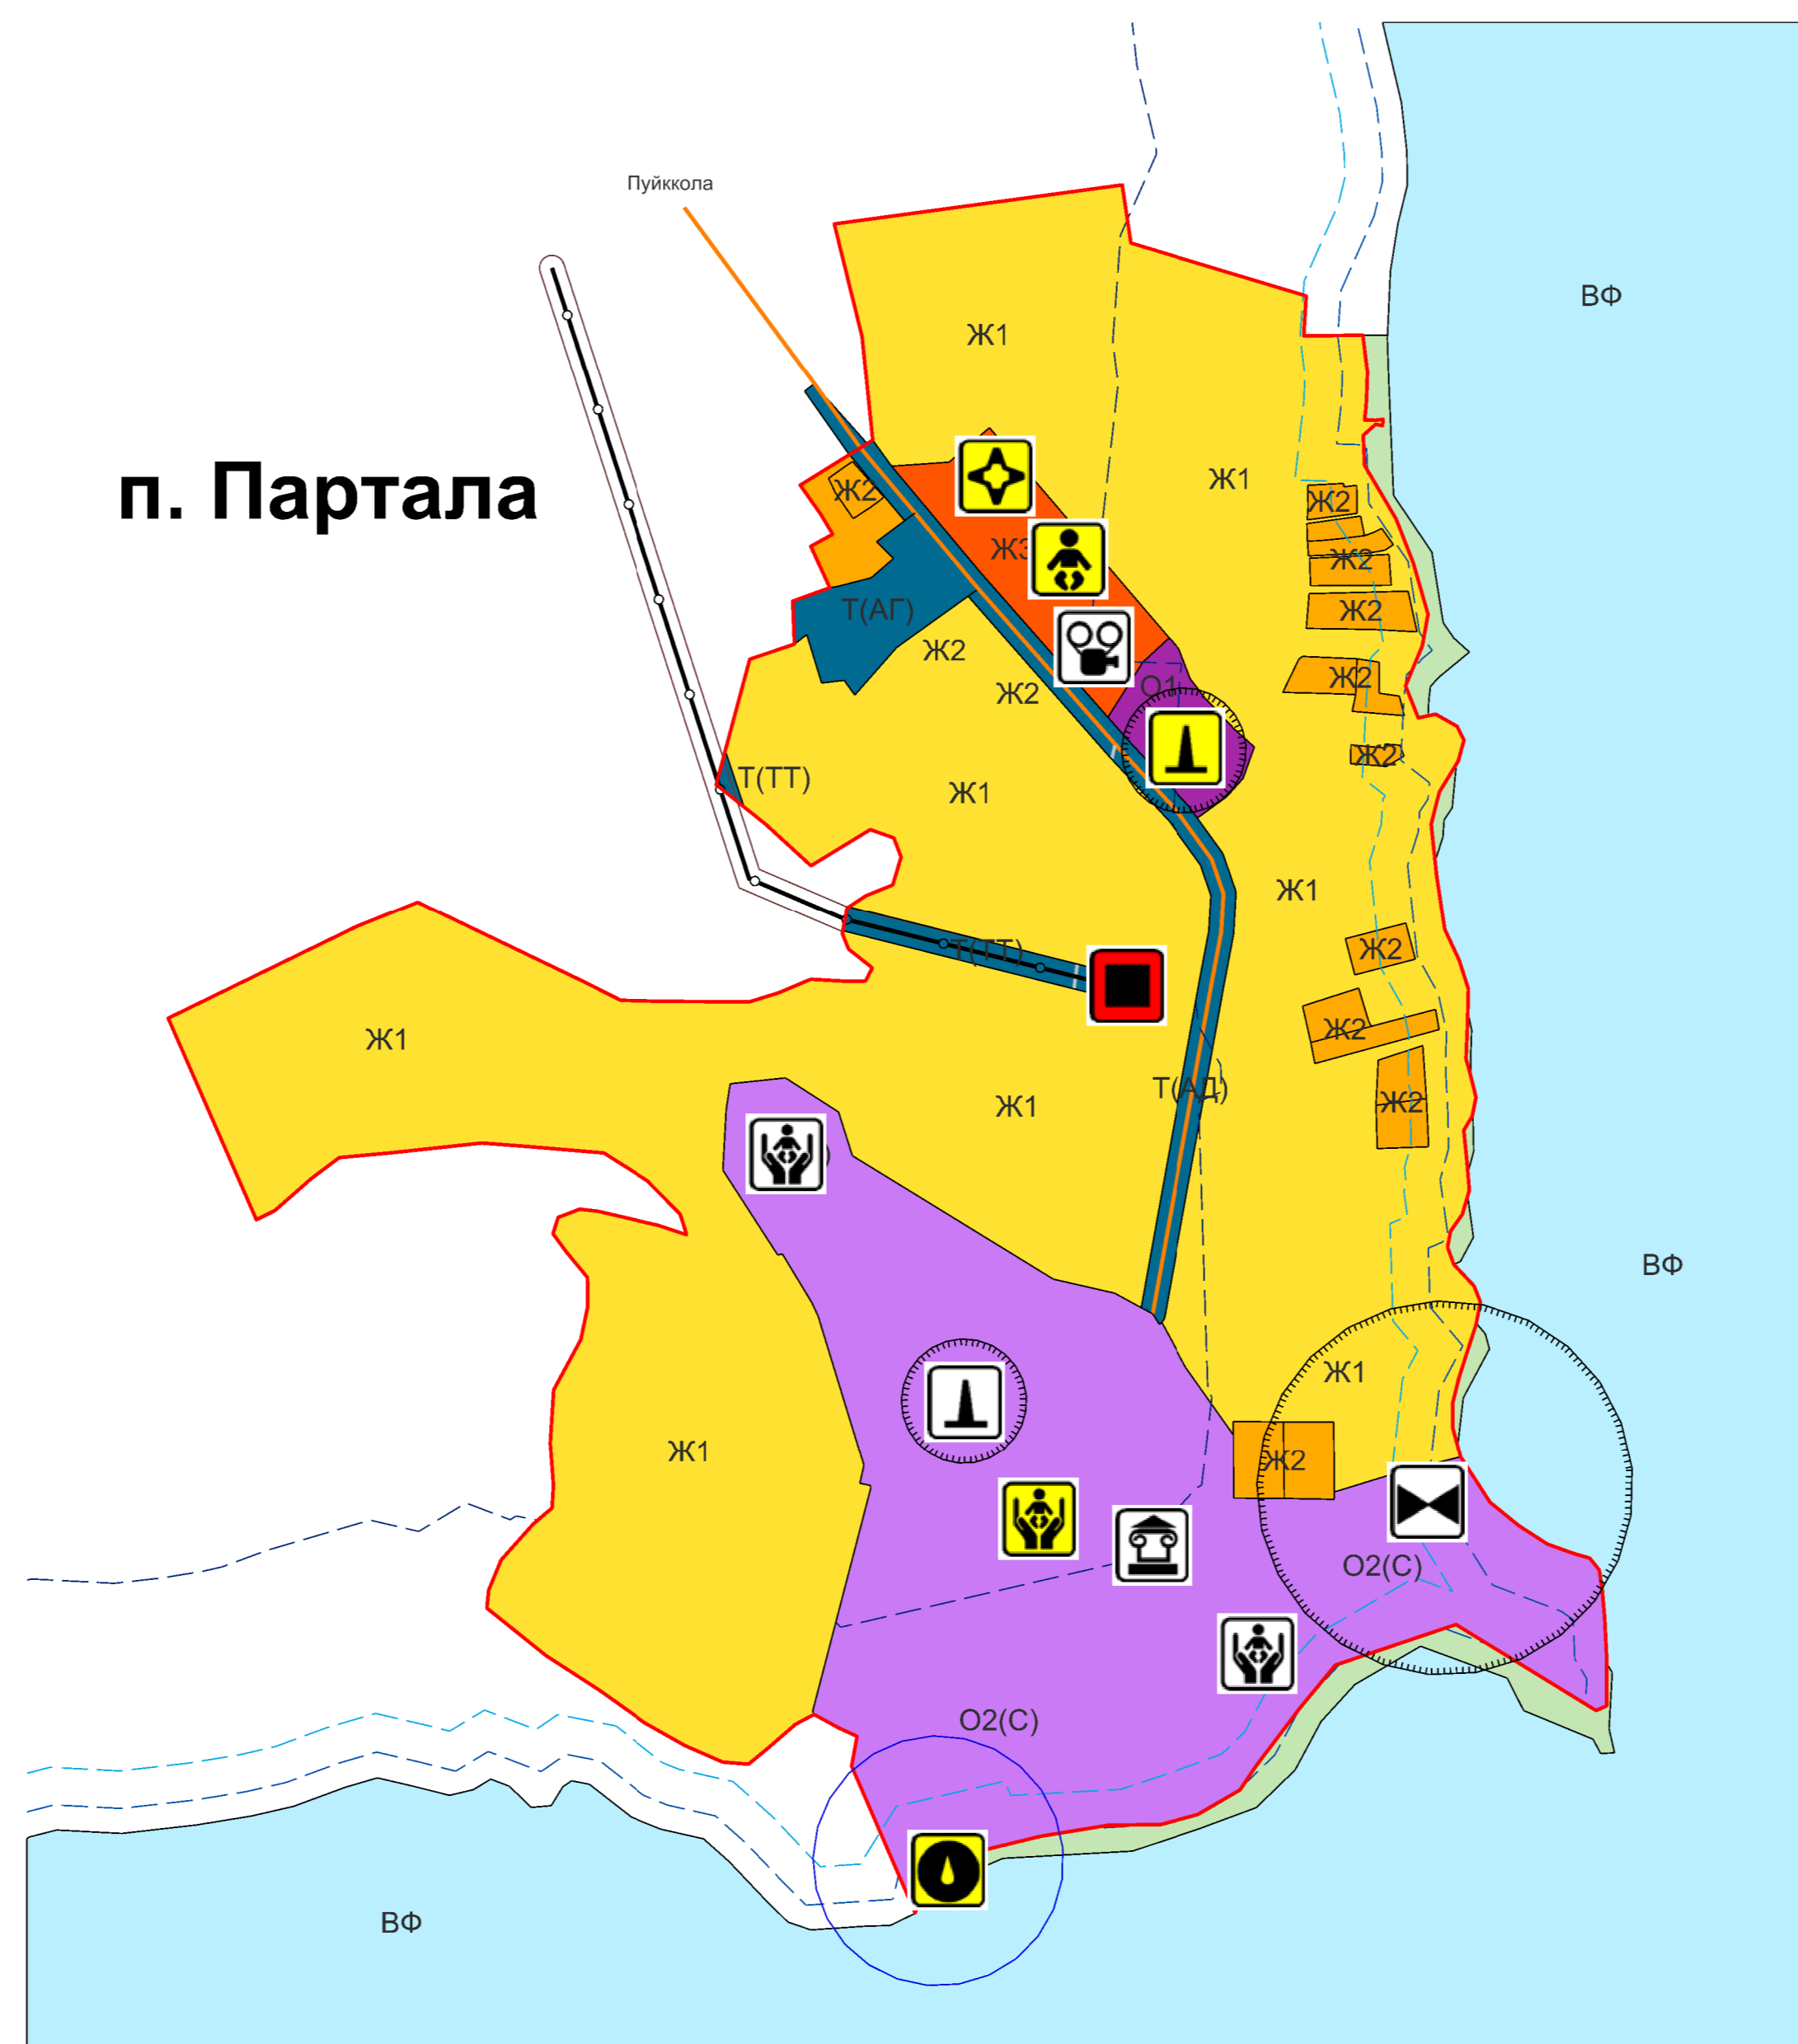 Пуйккола
ВФ
Ж1
п. Партала
Ж1
Ж2
Ж2
Ж3
Ж2
Т(АГ)
Ж2
Ж2
Ж2
Ж2
О1
Ж2
Т(ТТ)
Ж1
Ж1
Т(ТТ)
Ж2
Ж2
Ж1
Т(АД)
Ж2
Ж1
ВФ
Ж1
Ж1
Ж2
О2(С)
О2(С)
ВФ